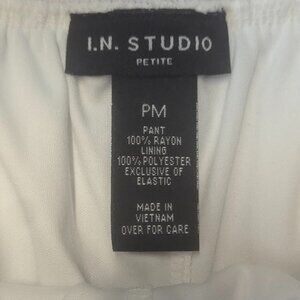 I.N. STUDIO
PETITE
PM
PANT
100% RAYON
LINING
100% POLYESTER
EXCLUSIVE OF
ELASTIC
MADE IN
VIETNAM
OVER FOR CARE